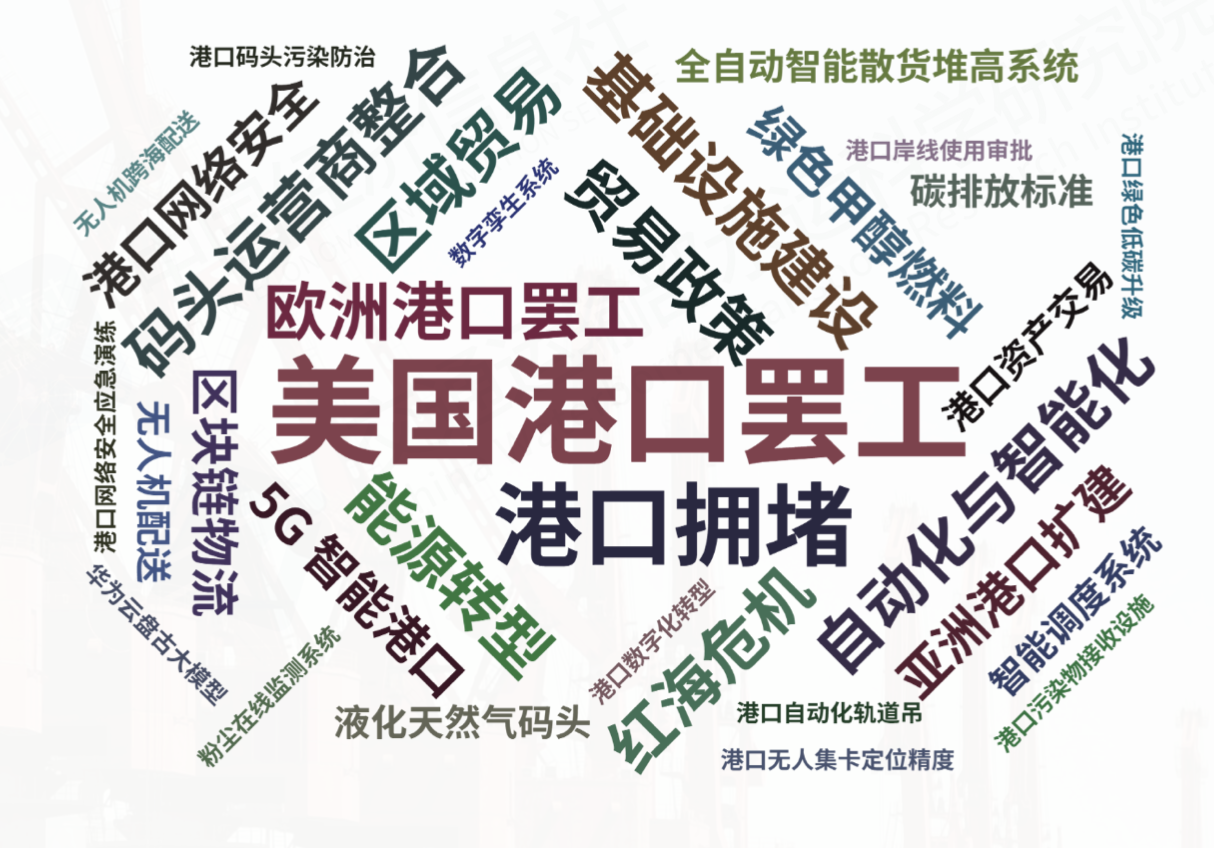 港口码头污染防治
全自动智能散货堆高系统
无人机跨海配送
港口网络安全
码头运营商整合
区域贸易
数字孪生系统
基础设施建设
贸易政策
绿色甲醇燃料
港口岸线使用审批
碳排放标准
港口绿色低碳升级
欧洲港口罢工
美国港口罢工
港口资产交易
港口网络安全应急演练
无人机配送
区块链物流
5G 智能港口
能源转型
港口拥堵
自动化与智能化
亚洲港口扩建
智能调度系统
港口污染物接收设施
华为云盘古大模型
粉尘在线监测系统
液化天然气码头
港口数字化转型
红海危机
港口自动化轨道吊
港口无人集卡定位精度